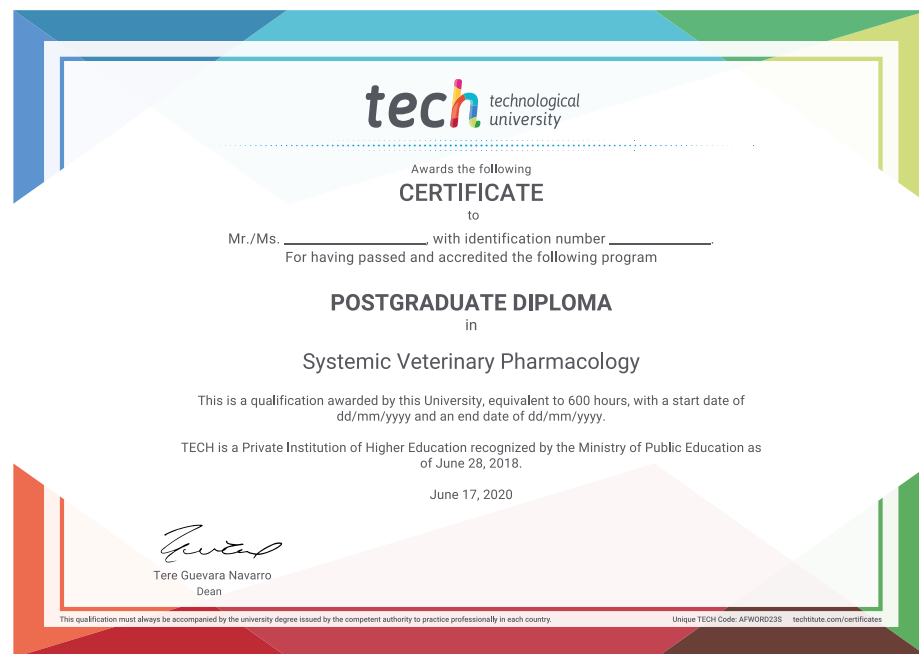 tech technological
university
Awards the following
CERTIFICATE
to
Mr./Ms. ________________, with identification number ____________.
For having passed and accredited the following program
POSTGRADUATE DIPLOMA
in
Systemic Veterinary Pharmacology
This is a qualification awarded by this University, equivalent to 600 hours, with a start date of
dd/mm/yyyy and an end date of dd/mm/yyyy.
TECH is a Private Institution of Higher Education recognized by the Ministry of Public Education as
of June 28, 2018.
June 17, 2020
Tere Guevara Navarro
Dean
This qualification must always be accompanied by the university degree issued by the competent authority to practice professionally in each country.
Unique TECH Code: AFWORD23S techtitute.com/certificates